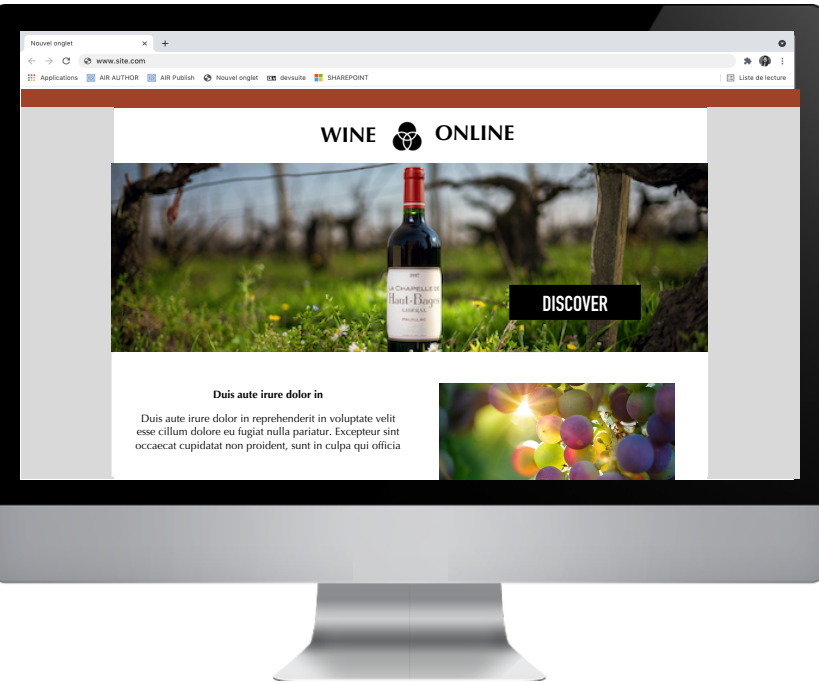 Nouvel onglet
www.site.com
Applications AIR AUTHOR AIR Publish Nouvel onglet devsuite SHAREPOINT Liste de lecture
WINE ONLINE
LA CHAPELLE DE
Haut-Bages
LIBÉRAL
PAUILLAC
DISCOVER
Duis aute irure dolor in
Duis aute irure dolor in reprehenderit in voluptate velit
esse cillum dolore eu fugiat nulla pariatur. Excepteur sint
occaecat cupidatat non proident, sunt in culpa qui officia